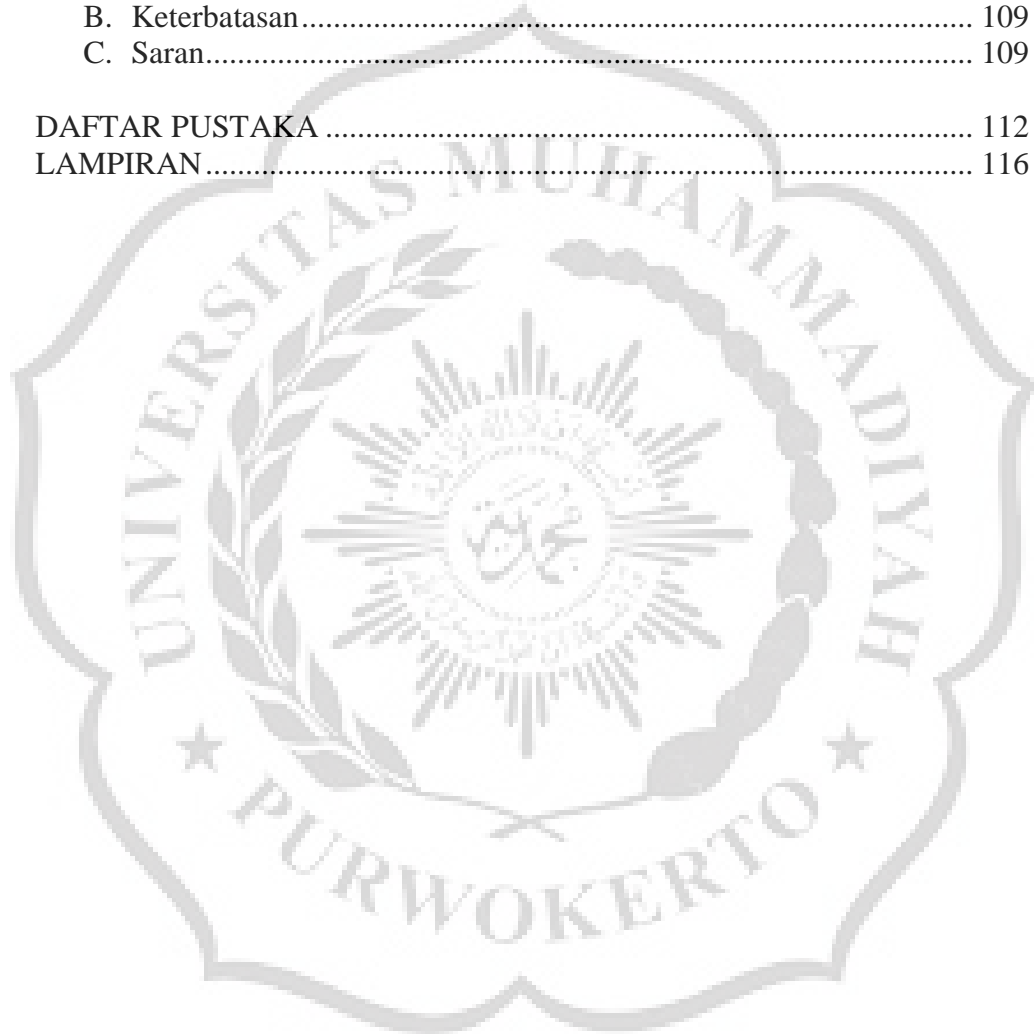 B. Keterbatasan.......................................................................................... 109
C. Saran....................................................................................................... 109
DAFTAR PUSTAKA ....................................................................................... 112
LAMPIRAN ....................................................................................................... 116
UNIVERSITAS MUHAMMADIYAH
PURWOKERTO